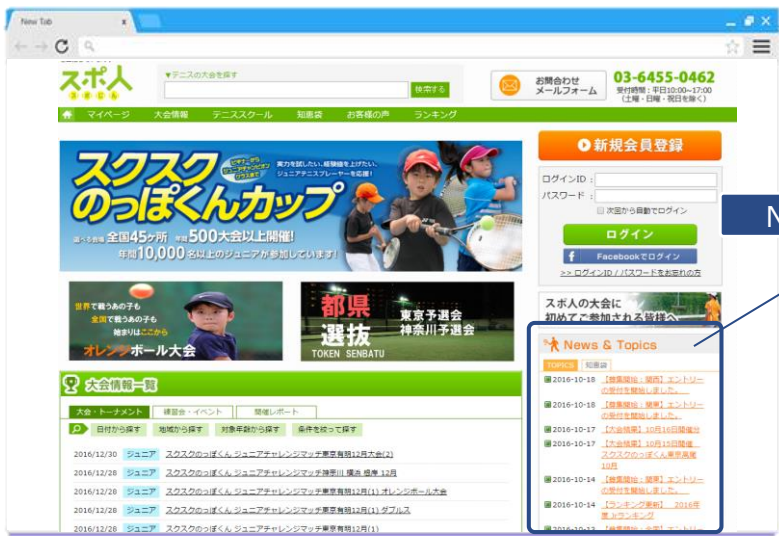 New Tab
スポ人
スポじん
▼テニスの大会を探す
検索する
お問合わせ
メールフォーム
03-6455-0462
受付時間：平日10:00~17:00
(土曜・日曜・祝日を除く)
マイページ 大会情報 テニススクール 知恵袋 お客様の声 ランキング
スクスク
のっぽくんカップ
実力を試したい、経験値を上げたい、
ジュニアテニスプレーヤーを応援!
選べる会場 全国45ヶ所 年間500大会以上開催!
年間10,000名以上のジュニアが参加しています!
新規会員登録
ログインID：
パスワード：
次回から自動でログイン
ログイン
f Facebookでログイン
>> ログインID / パスワードをお忘れの方
N
世界で戦うあの子も
全国で戦うあの子も
始まりはここから
オレンジボール大会
都県
選抜
TOKEN SENBATU
東京予選会
神奈川予選会
スポ人の大会に
初めてご参加される皆様へ
News & Topics
TOPICS 知恵袋
2016-10-18 【募集開始：関西】エントリー
の受付を開始しました。
2016-10-18 【募集開始：関東】エントリー
の受付を開始しました。
2016-10-17 【大会結果】10月16日開催分
2016-10-17 【大会結果】10月15日開催
スクスクのっぽくん東京高尾
10月
2016-10-14 【募集開始：関東】エントリー
の受付を開始しました。
2016-10-14 【ランキング更新】 2016年
度 Jrランキング
2016-10-13
大会情報一覧
大会・トーナメント 練習会・イベント 開催レポート
日付から探す 地域から探す 対象年齢から探す 条件を絞って探す
2016/12/30 ジュニア スクスクのっぽくん ジュニアチャレンジマッチ東京有明12月大会(2)
2016/12/28 ジュニア スクスクのっぽくん ジュニアチャレンジマッチ神奈川 横浜 根岸 12月
2016/12/28 ジュニア スクスクのっぽくん ジュニアチャレンジマッチ東京有明12月(1) オレンジボール大会
2016/12/28 ジュニア スクスクのっぽくん ジュニアチャレンジマッチ東京有明12月(1) ダブルス
2016/12/28 ジュニア スクスクのっぽくん ジュニアチャレンジマッチ東京有明12月(1)